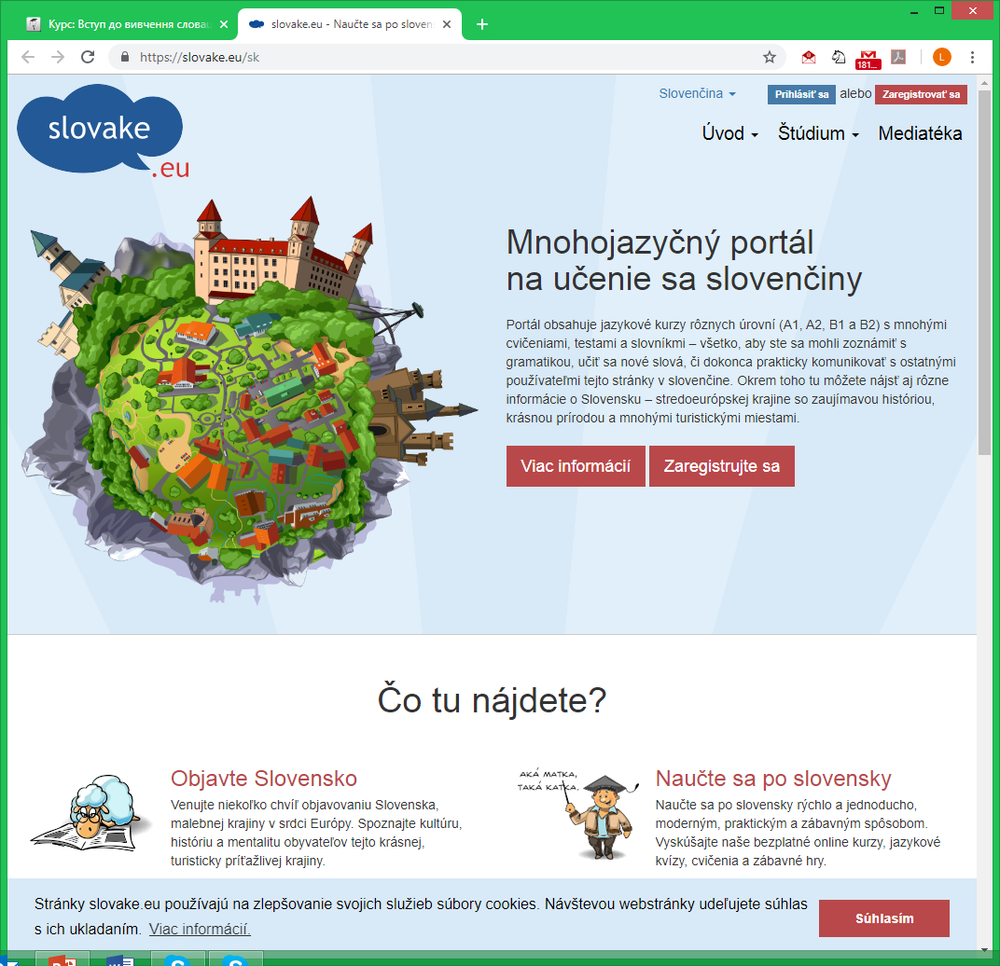 Курс: Вступ до вивчення словац
slovake.eu - Naučte sa po sloven
https://slovake.eu/sk
181...
L
slovake
.eu
Slovenčina
Prihlásiť sa alebo Zaregistrovať sa
Úvod Štúdium Mediatéka
Mnohojazyčný portál
na učenie sa slovenčiny
Portál obsahuje jazykové kurzy rôznych úrovní (A1, A2, B1 a B2) s mnohými
cvičeniami, testami a slovníkmi – všetko, aby ste sa mohli zoznámiť s
gramatikou, učiť sa nové slová, či dokonca prakticky komunikovať s ostatnými
používateľmi tejto stránky v slovenčine. Okrem toho tu môžete nájsť aj rôzne
informácie o Slovensku – stredoeurópskej krajine so zaujímavou históriou,
krásnou prírodou a mnohými turistickými miestami.
Viac informácií Zaregistrujte sa
Čo tu nájdete?
Objavte Slovensko
Venujte niekoľko chvíľ objavovaniu Slovenska,
malebnej krajiny v srdci Európy. Spoznajte kultúru,
históriu a mentalitu obyvateľov tejto krásnej,
turisticky príťažlivej krajiny.
AKÁ MATKA,
TAKÁ KATKA.
Naučte sa po slovensky
Naučte sa po slovensky rýchlo a jednoducho,
moderným, praktickým a zábavným spôsobom.
Vyskúšajte naše bezplatné online kurzy, jazykové
kvízy, cvičenia a zábavné hry.
Stránky slovake.eu používajú na zlepšovanie svojich služieb súbory cookies. Návštevou webstránky udeľujete súhlas
s ich ukladaním. Viac informácií.
Súhlasím